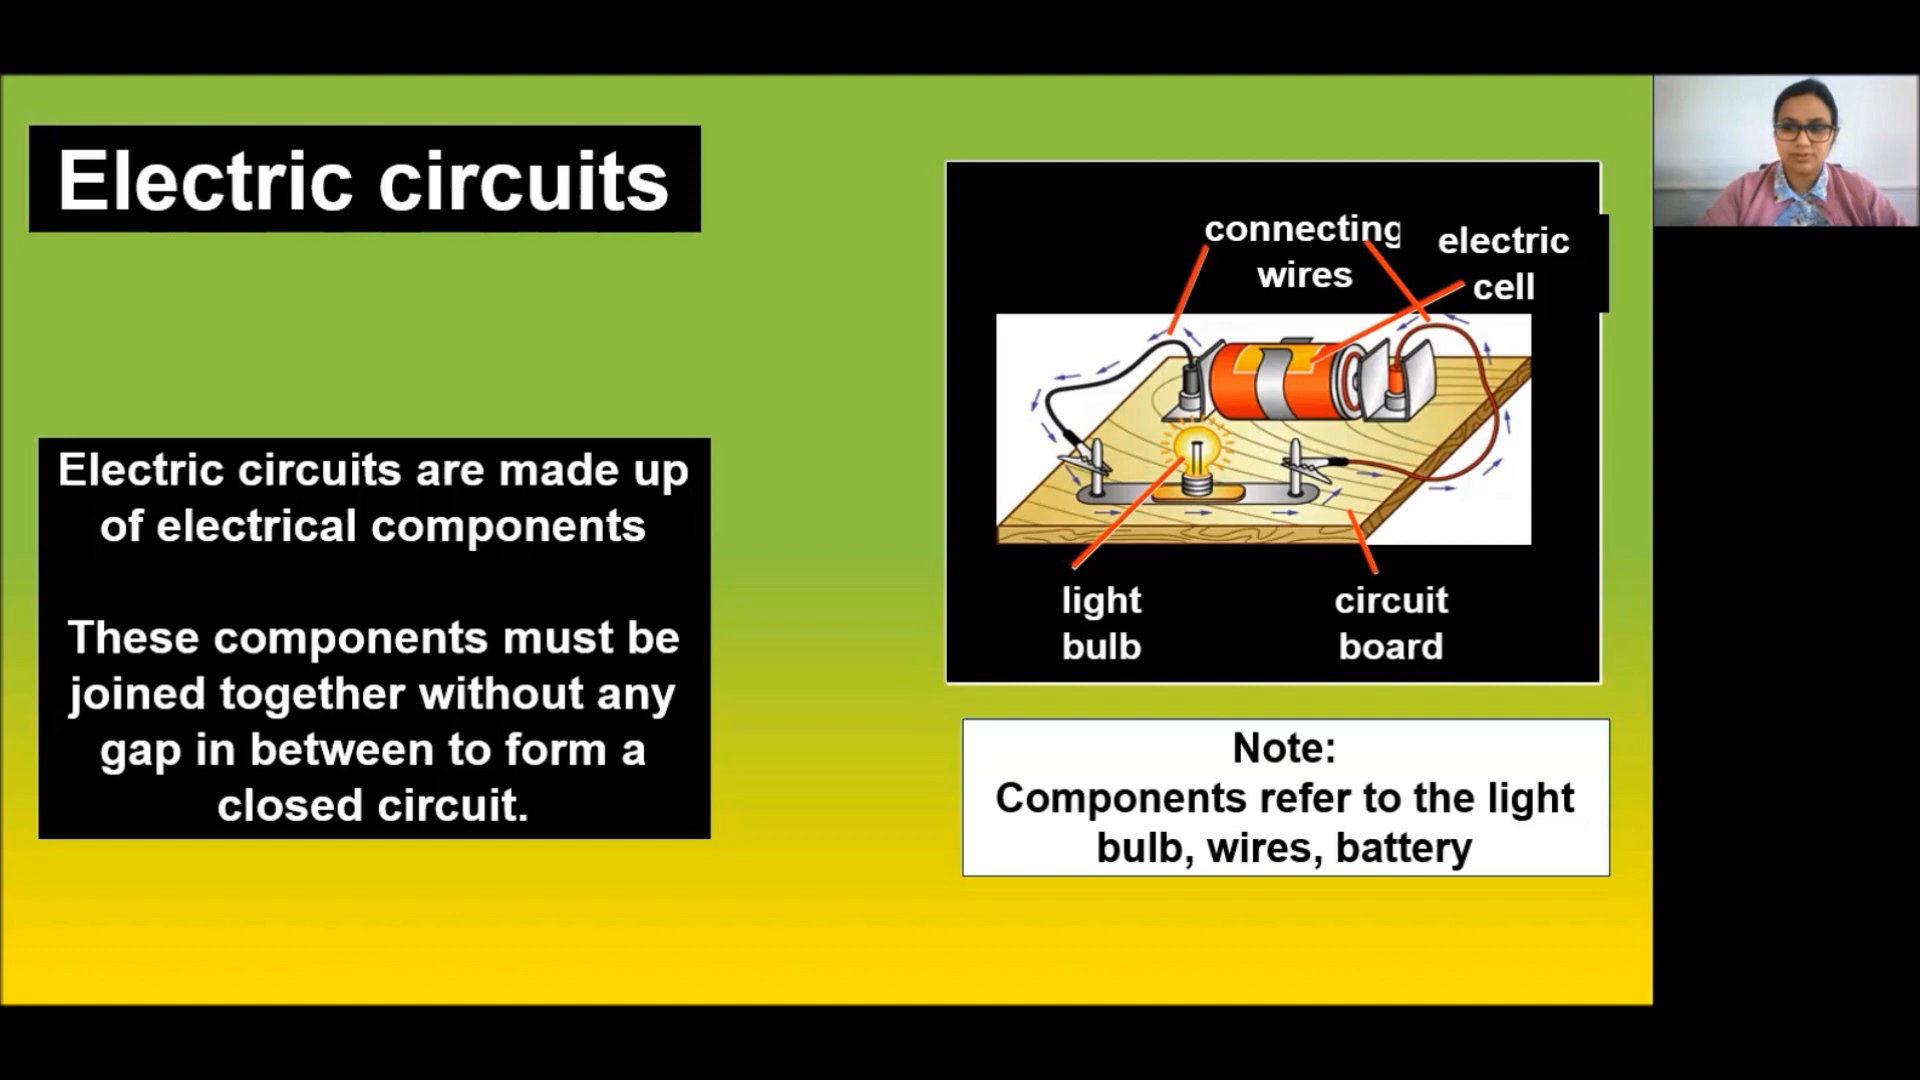 Electric circuits
Electric circuits are made up
of electrical components
These components must be
joined together without any
gap in between to form a
closed circuit.
connecting
wires
electric
cell
light
bulb
circuit
board
Note:
Components refer to the light
bulb, wires, battery